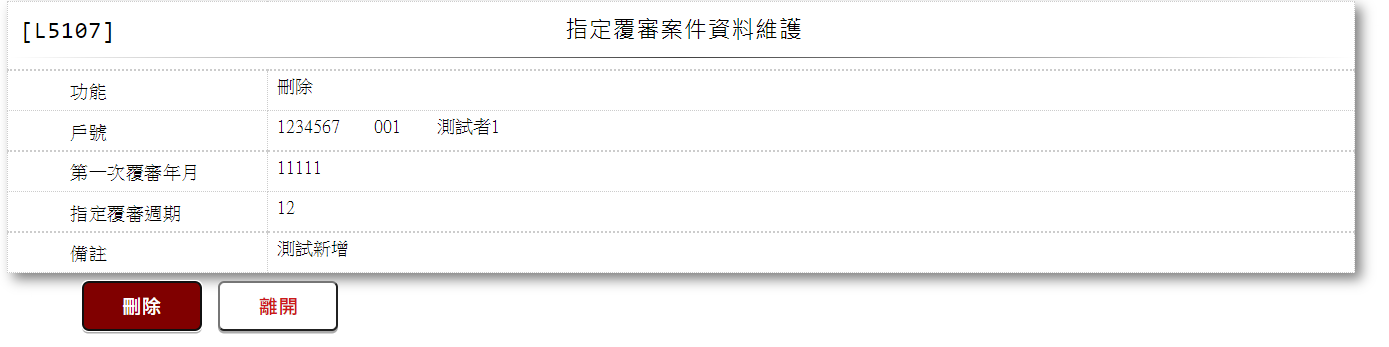 [L5107] 指定覆審案件資料維護
功能 刪除
戶號 1234567 001 測試者1
第一次覆審年月 11111
指定覆審週期 12
備註 測試新增
刪除 離開